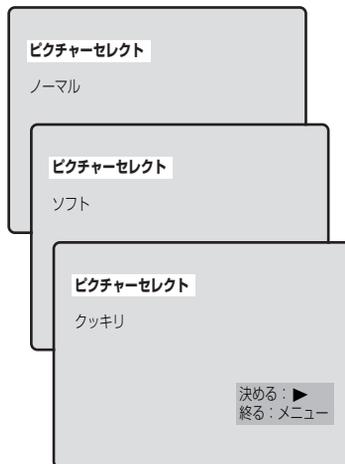 ピクチャーセレクト
ノーマル
ピクチャーセレクト
ソフト
ピクチャーセレクト
クッキリ
決める：▶
終る：メニュー